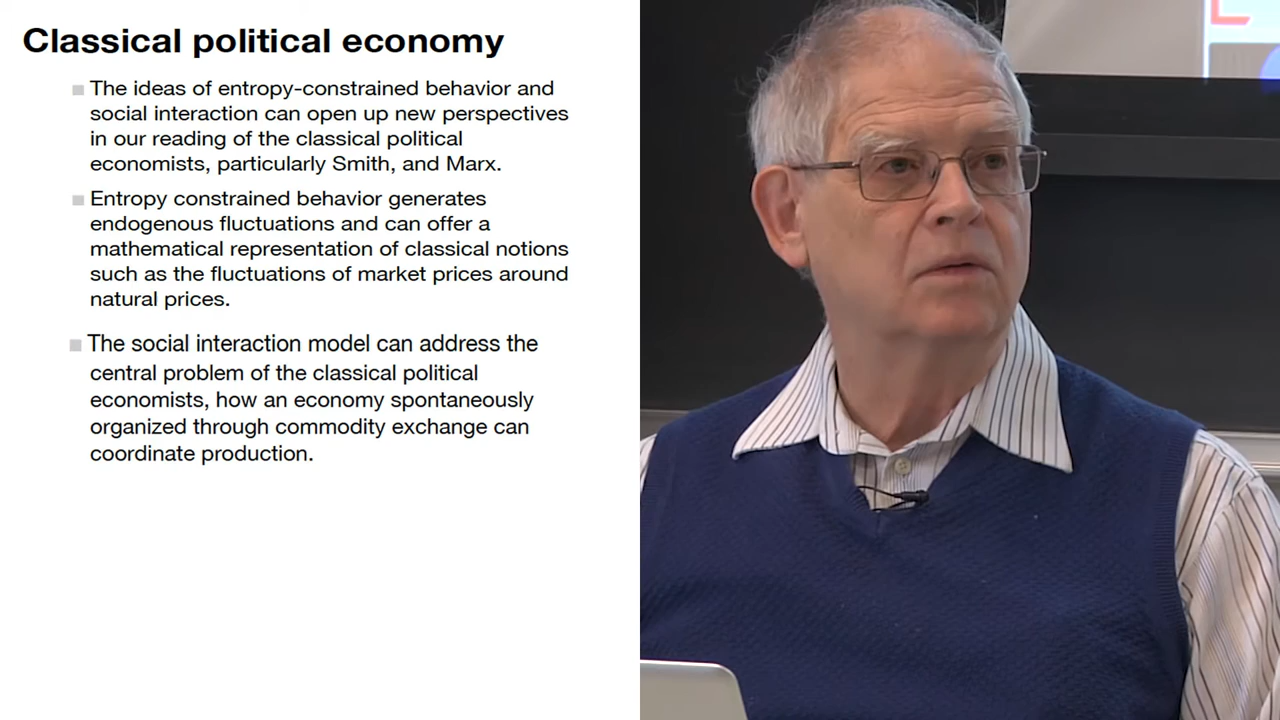 Classical political economy
The ideas of entropy-constrained behavior and
social interaction can open up new perspectives
in our reading of the classical political
economists, particularly Smith, and Marx.
Entropy constrained behavior generates
endogenous fluctuations and can offer a
mathematical representation of classical notions
such as the fluctuations of market prices around
natural prices.
The social interaction model can address the
central problem of the classical political
economists, how an economy spontaneously
organized through commodity exchange can
coordinate production.